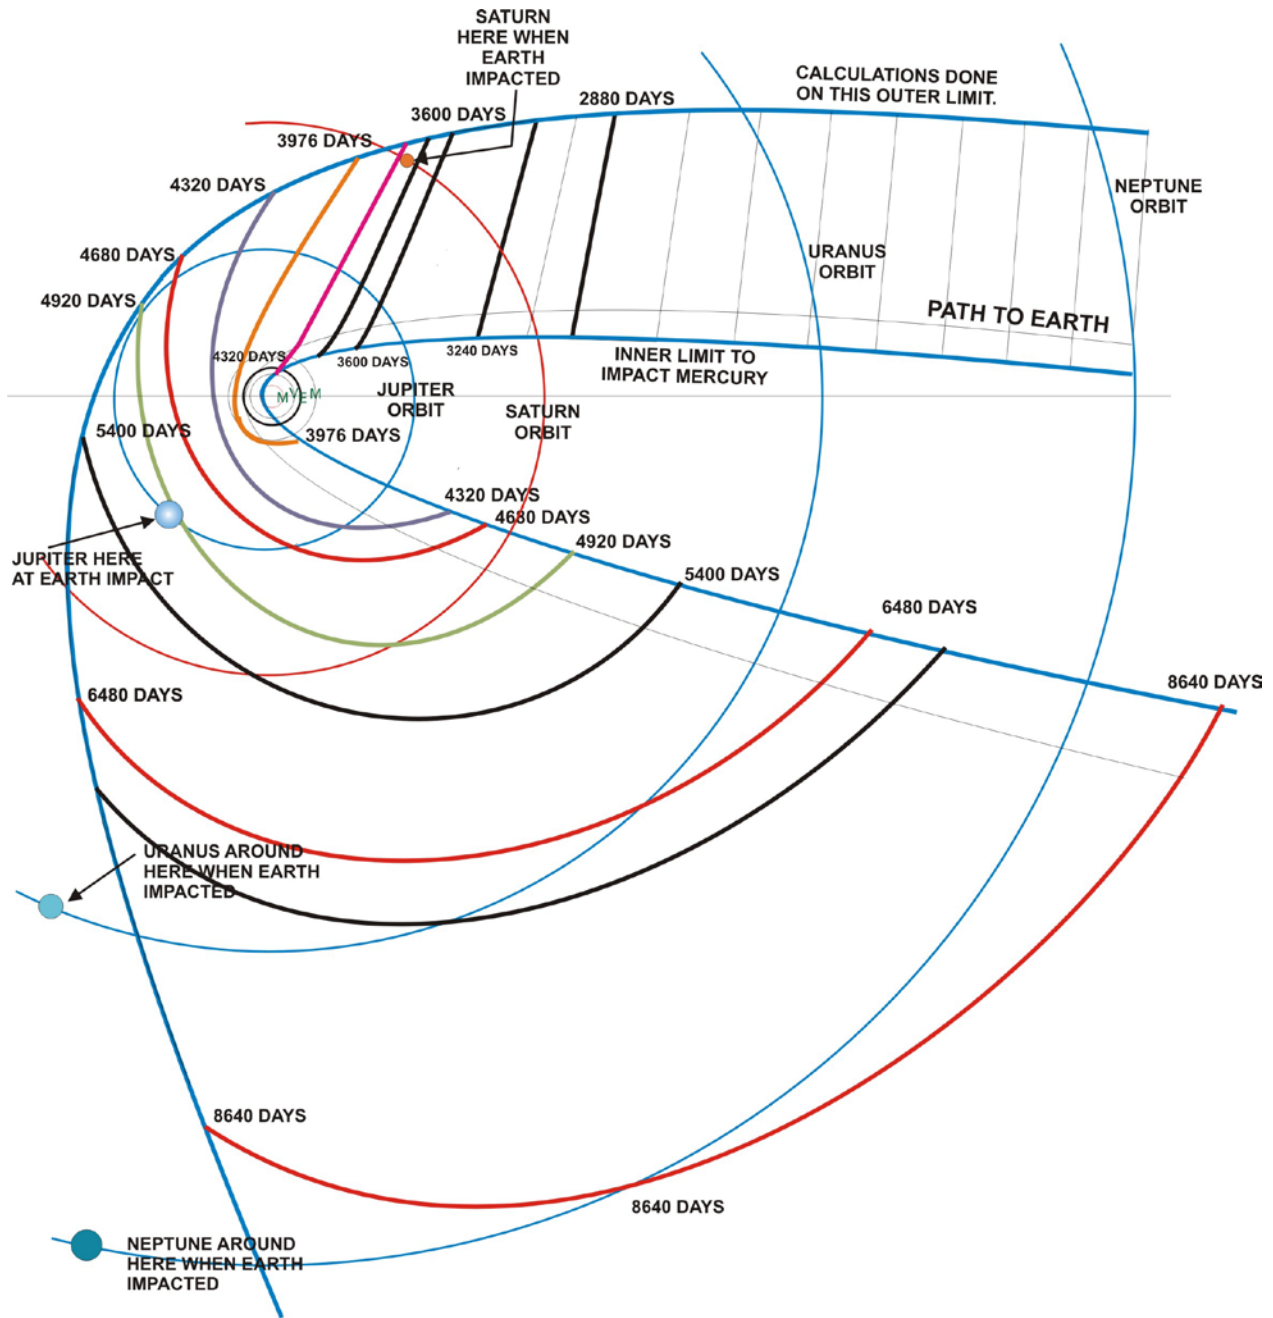 SATURN
HERE WHEN
EARTH
IMPACTED
CALCULATIONS DONE
ON THIS OUTER LIMIT.
2880 DAYS
3600 DAYS
3976 DAYS
4320 DAYS
NEPTUNE
ORBIT
4680 DAYS
URANUS
ORBIT
4920 DAYS
PATH TO EARTH
4320 DAYS
3600 DAYS
3240 DAYS
INNER LIMIT TO
IMPACT MERCURY
M V E M
JUPITER
ORBIT
SATURN
ORBIT
5400 DAYS
3976 DAYS
4320 DAYS
4680 DAYS
4920 DAYS
JUPITER HERE
AT EARTH IMPACT
5400 DAYS
6480 DAYS
8640 DAYS
6480 DAYS
URANUS AROUND
HERE WHEN EARTH
IMPACTED
8640 DAYS
8640 DAYS
NEPTUNE AROUND
HERE WHEN EARTH
IMPACTED